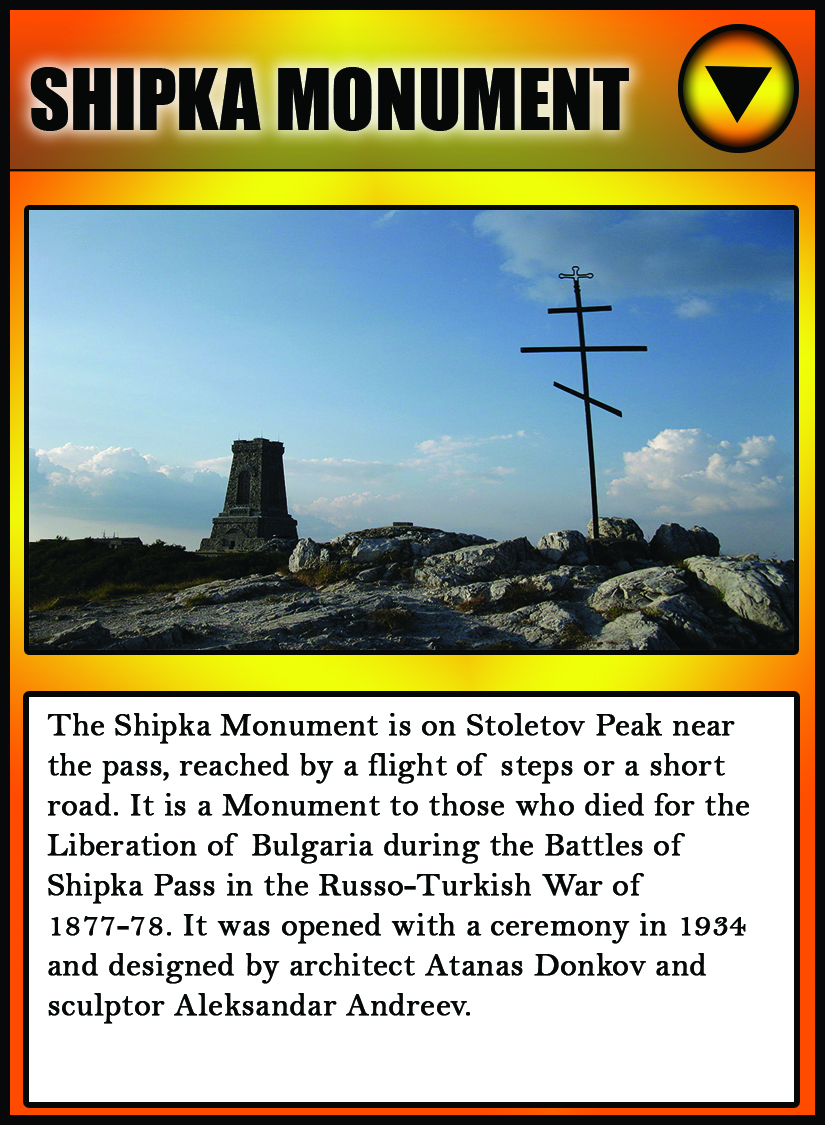 SHIPKA MONUMENT
The Shipka Monument is on Stoletov Peak near
the pass, reached by a flight of steps or a short
road. It is a Monument to those who died for the
Liberation of Bulgaria during the Battles of
Shipka Pass in the Russo-Turkish War of
1877-78. It was opened with a ceremony in 1934
and designed by architect Atanas Donkov and
sculptor Aleksandar Andreev.